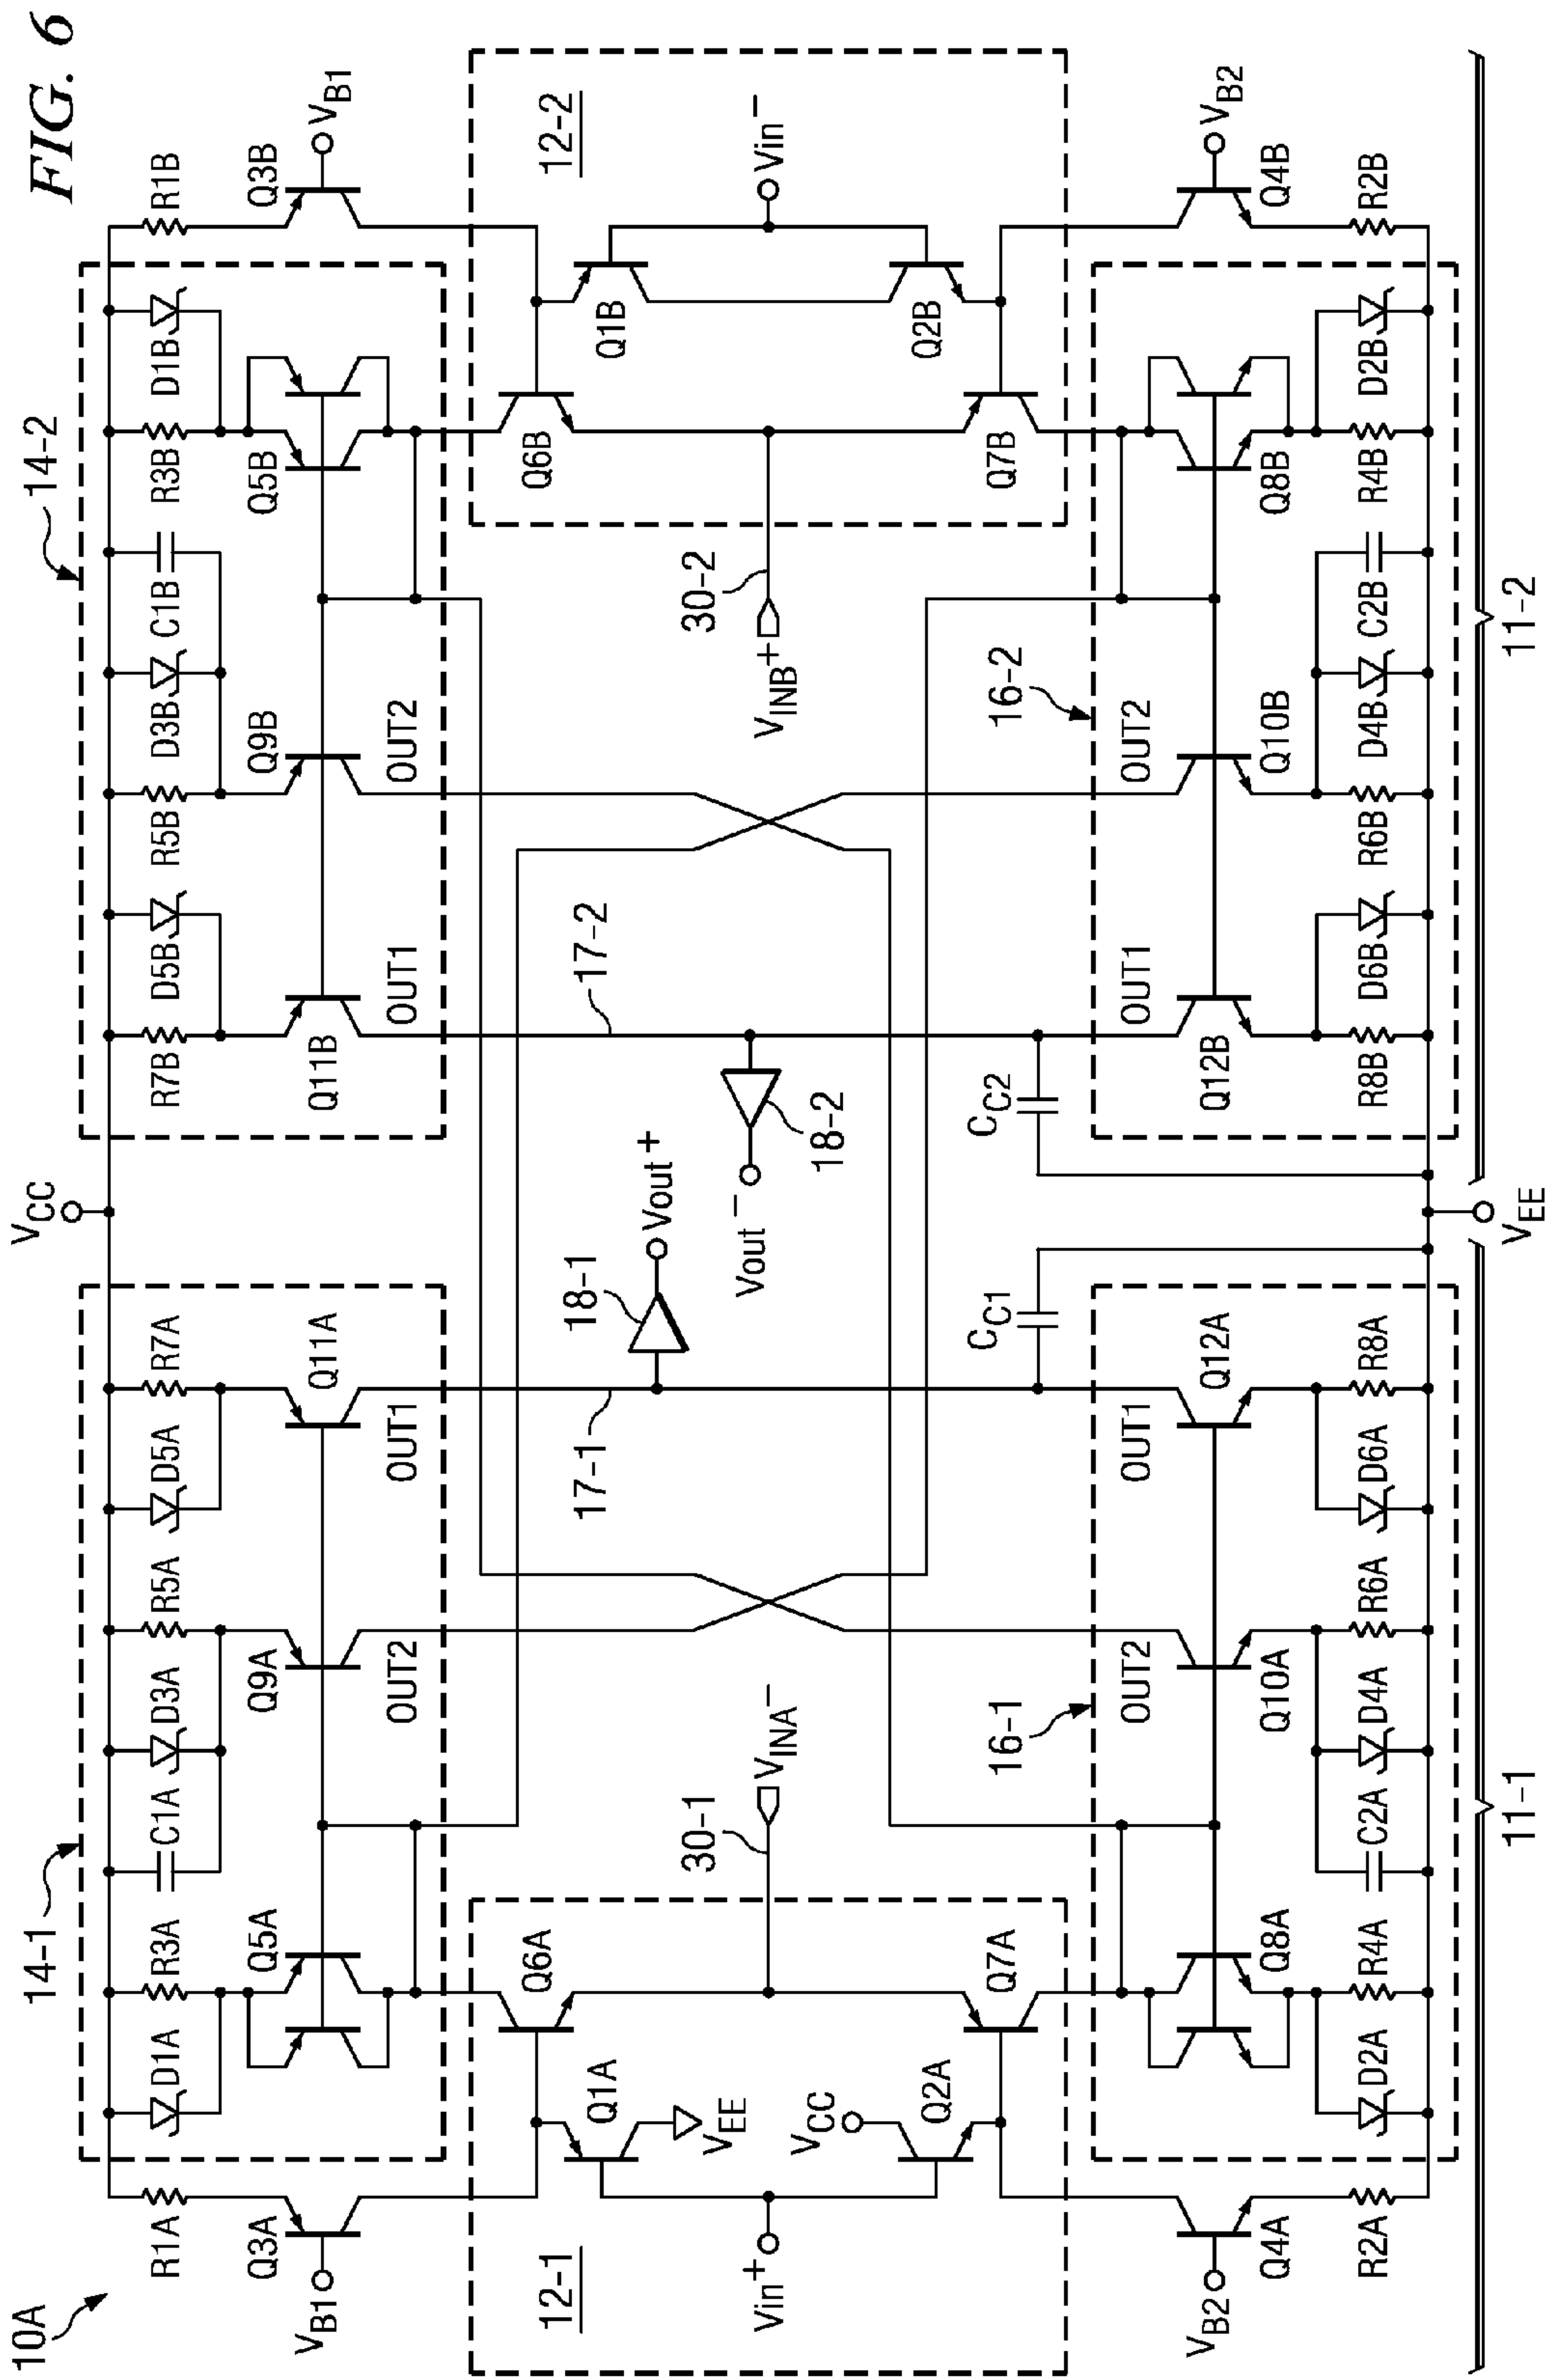 FIG. 6
10A
VCC
14-1
14-2
R1A
D1A
R3A
C1A
D3A
R5A
D5A
R7A
R7B
D5B
R5B
D3B
C1B
R3B
D1B
R1B
VB1
Q3A
Q5A
Q9A
Q11A
Q11B
Q9B
Q5B
Q3B
VB1
OUT2
OUT1
OUT1
OUT2
12-1
Q1A
VEE
Q6A
18-1
Vout+
17-1
17-2
Q6B
Q1B
12-2
Vin+
30-1
VINA-
Vout-
18-2
VINB+
30-2
Vin-
VCC
Q2A
Q7A
CC1
CC2
Q7B
Q2B
16-1
16-2
OUT2
OUT1
OUT1
OUT2
VB2
Q4A
Q8A
Q10A
Q12A
Q12B
Q10B
Q8B
Q4B
VB2
R2A
D2A
R4A
C2A
D4A
R6A
D6A
R8A
R8B
D6B
R6B
D4B
C2B
R4B
D2B
R2B
11-1
VEE
11-2